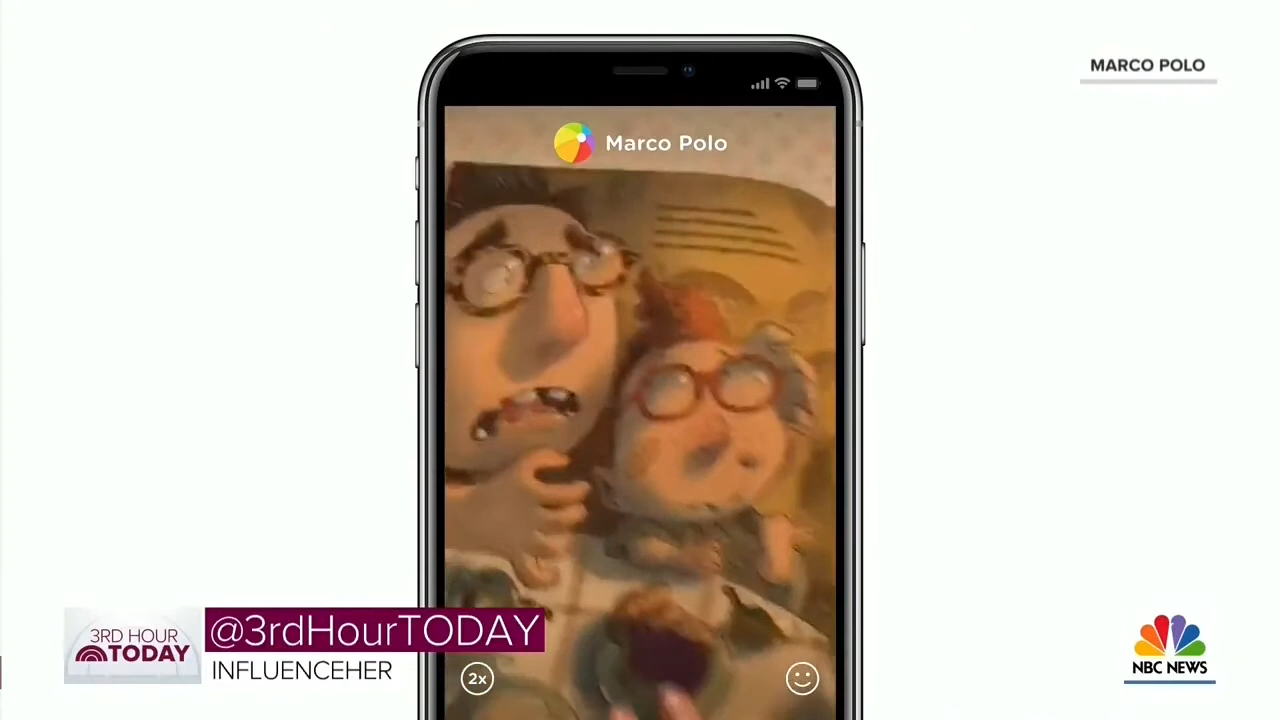 MARCO POLO
Marco Polo
3RD HOUR
TODAY
@3rdHourTODAY
INFLUENCEHER
2x
NBC NEWS